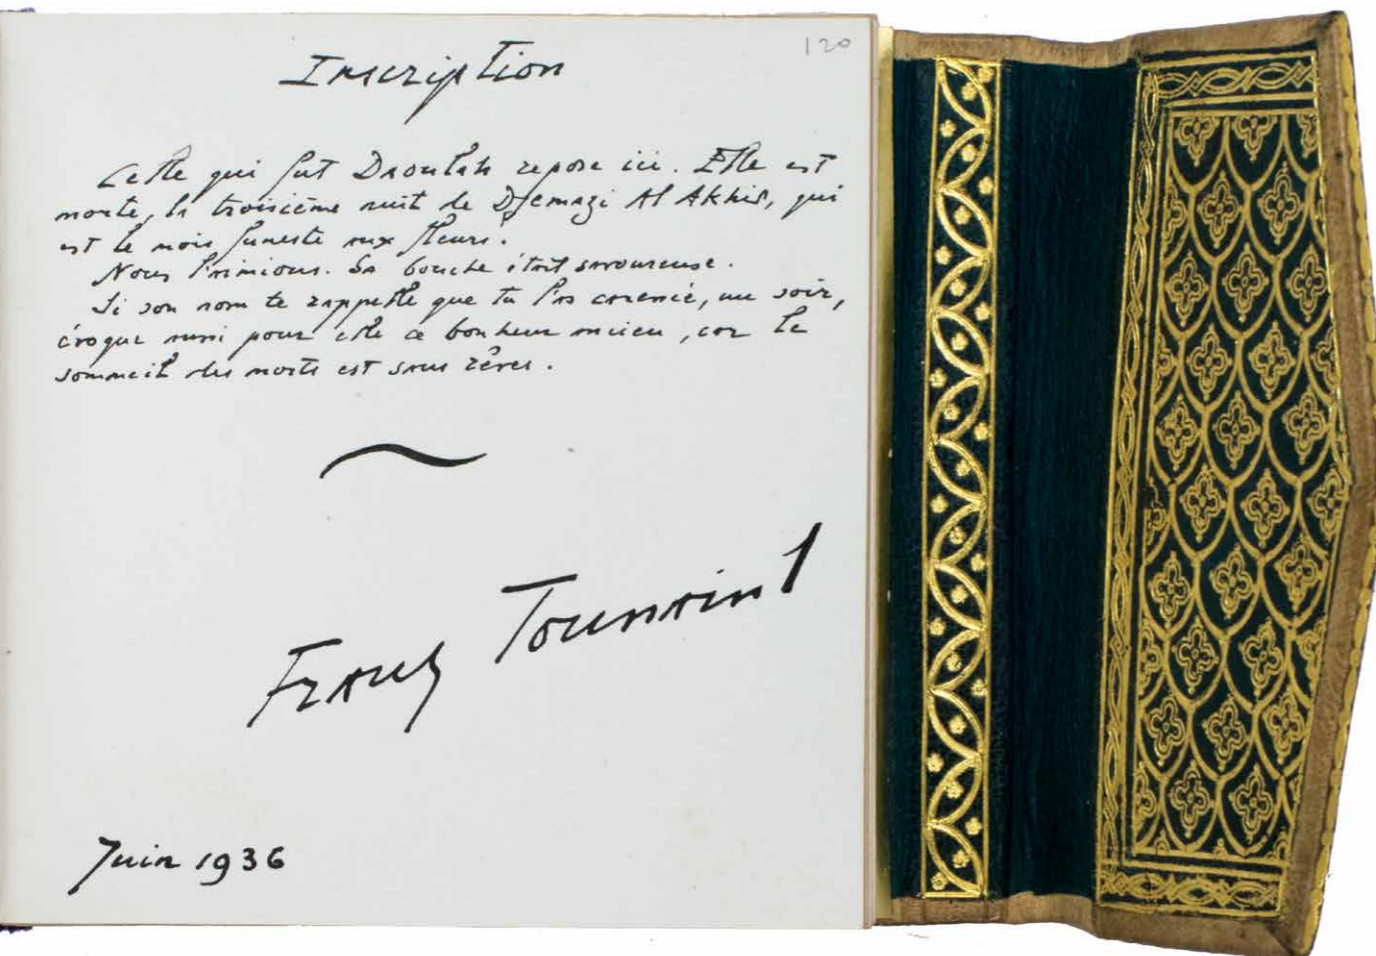 120
Inscription
Celle qui fut Daoulah repose ici. Elle est
morte, la troisième nuit de Djemazi Al Akhir, qui
est le mois funeste aux fleurs.
Nous l'aimions. Sa bouche était savoureuse.
Si son nom te rappelle que tu l'as caressée, un soir,
évoque aussi pour elle ce bonheur ancien, car le
sommeil des morts est sans rêves.
Franz Toussaint
Juin 1936